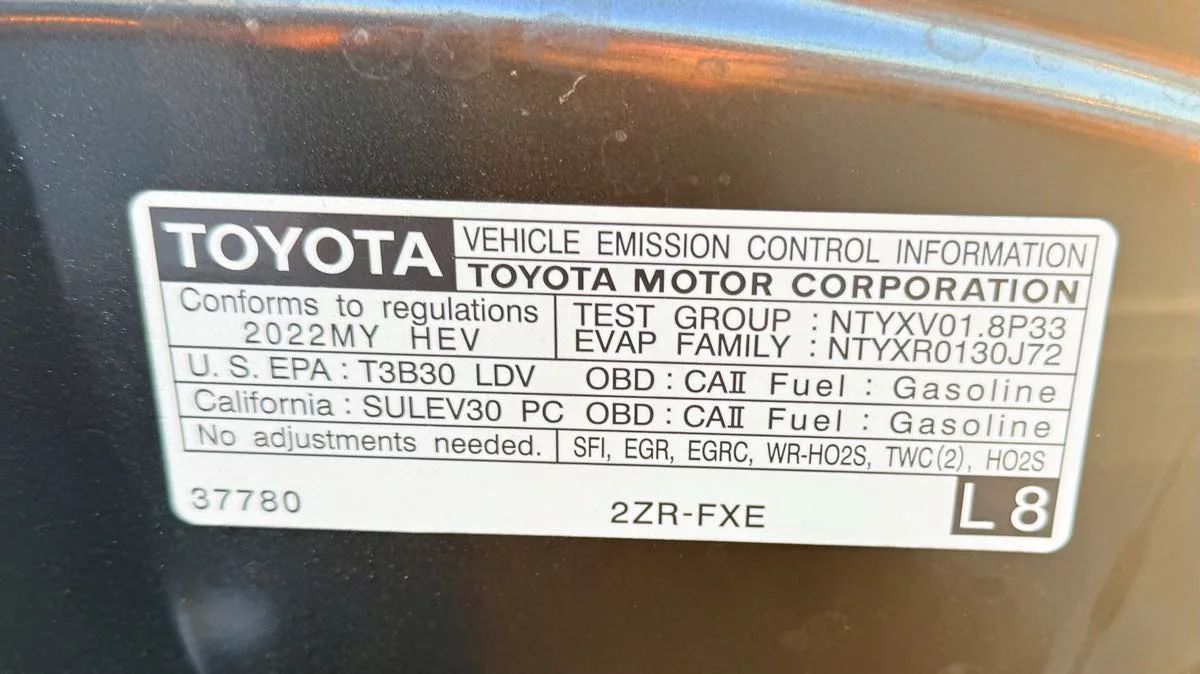 TOYOTA VEHICLE EMISSION CONTROL INFORMATION
TOYOTA MOTOR CORPORATION
Conforms to regulations
2022MY HEV
TEST GROUP : NTYXV01.8P33
EVAP FAMILY : NTYXR0130J72
U.S. EPA : T3B30 LDV OBD : CAⅡ Fuel : Gasoline
California : SULEV30 PC OBD : CAⅡ Fuel : Gasoline
No adjustments needed. SFI, EGR, EGRC, WR-HO2S, TWC(2), HO2S
37780 2ZR-FXE L 8